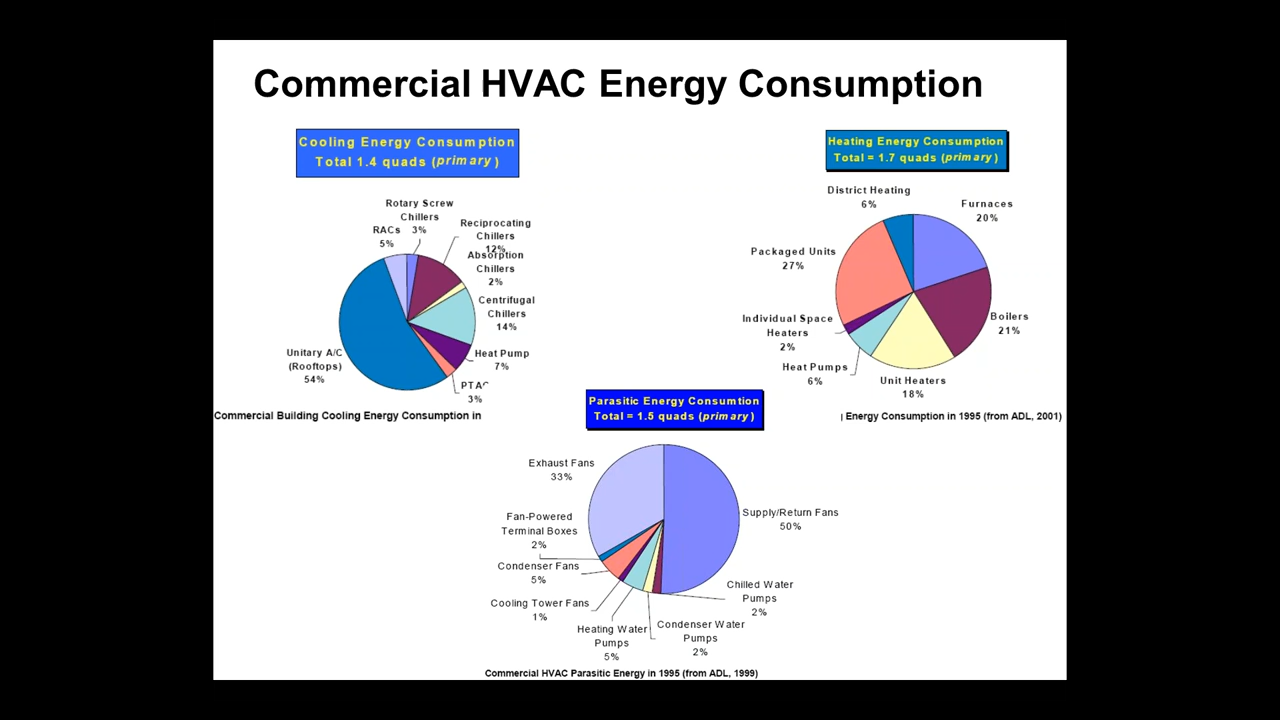 Commercial HVAC Energy Consumption
Cooling Energy Consumption
Total 1.4 quads (primary)
Heating Energy Consumption
Total = 1.7 quads (primary)
Rotary Screw
Chillers
3%
RACs
5%
Reciprocating
Chillers
12%
Absorption
Chillers
2%
Centrifugal
Chillers
14%
Heat Pump
7%
PTAC
3%
Unitary A/C
(Rooftops)
54%
Commercial Building Cooling Energy Consumption in
District Heating
6%
Furnaces
20%
Packaged Units
27%
Boilers
21%
Individual Space
Heaters
2%
Heat Pumps
6%
Unit Heaters
18%
Energy Consumption in 1995 (from ADL, 2001)
Parasitic Energy Consumtion
Total = 1.5 quads (primary)
Exhaust Fans
33%
Supply/Return Fans
50%
Fan-Powered
Terminal Boxes
2%
Condenser Fans
5%
Cooling Tower Fans
1%
Heating Water
Pumps
5%
Condenser Water
Pumps
2%
Chilled Water
Pumps
2%
Commercial HVAC Parasitic Energy in 1995 (from ADL, 1999)